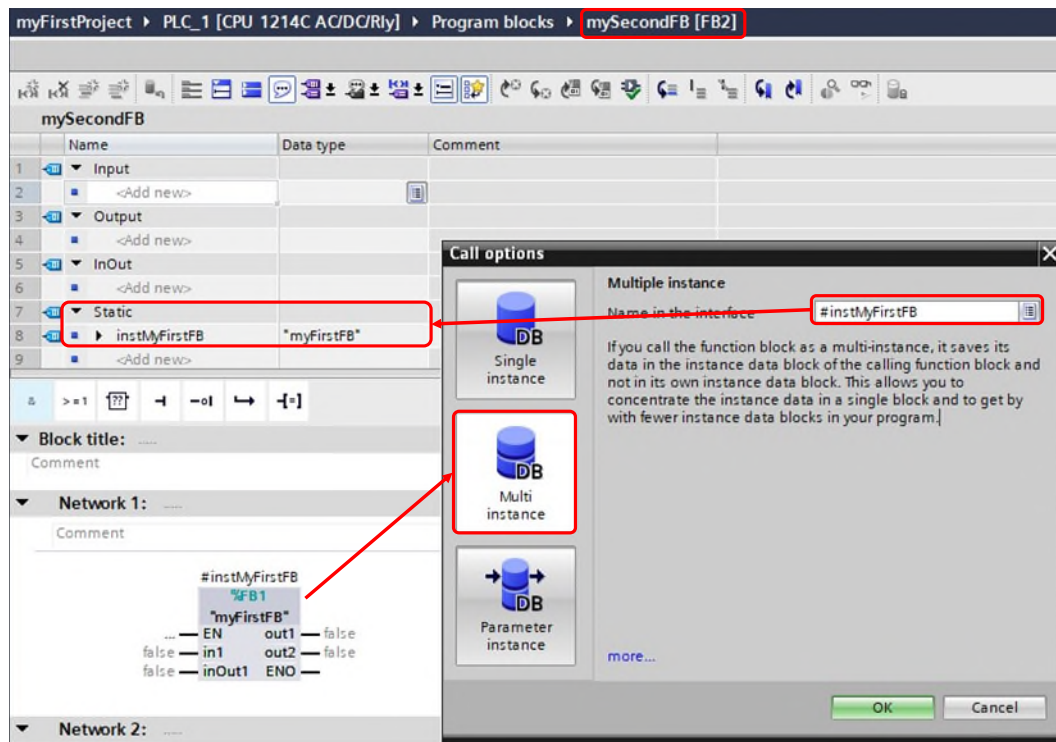 myFirstProject ▸ PLC_1 [CPU 1214C AC/DC/Rly] ▸ Program blocks ▸ mySecondFB [FB2]
mySecondFB
Name Data type Comment
1 Input
2 <Add new>
3 Output
4 <Add new>
5 InOut
6 <Add new>
7 Static
8 instMyFirstFB "myFirstFB"
9 <Add new>
& >=1 ?? -o| -[=]
Block title: .....
Comment
Network 1: .....
Comment
#instMyFirstFB
%FB1
"myFirstFB"
... EN out1 false
false in1 out2 false
false inOut1 ENO
Network 2: .....
Call options
DB
Single
instance
DB
Multi
instance
DB
Parameter
instance
Multiple instance
Name in the interface #instMyFirstFB
If you call the function block as a multi-instance, it saves its
data in the instance data block of the calling function block and
not in its own instance data block. This allows you to
concentrate the instance data in a single block and to get by
with fewer instance data blocks in your program.
more...
OK Cancel